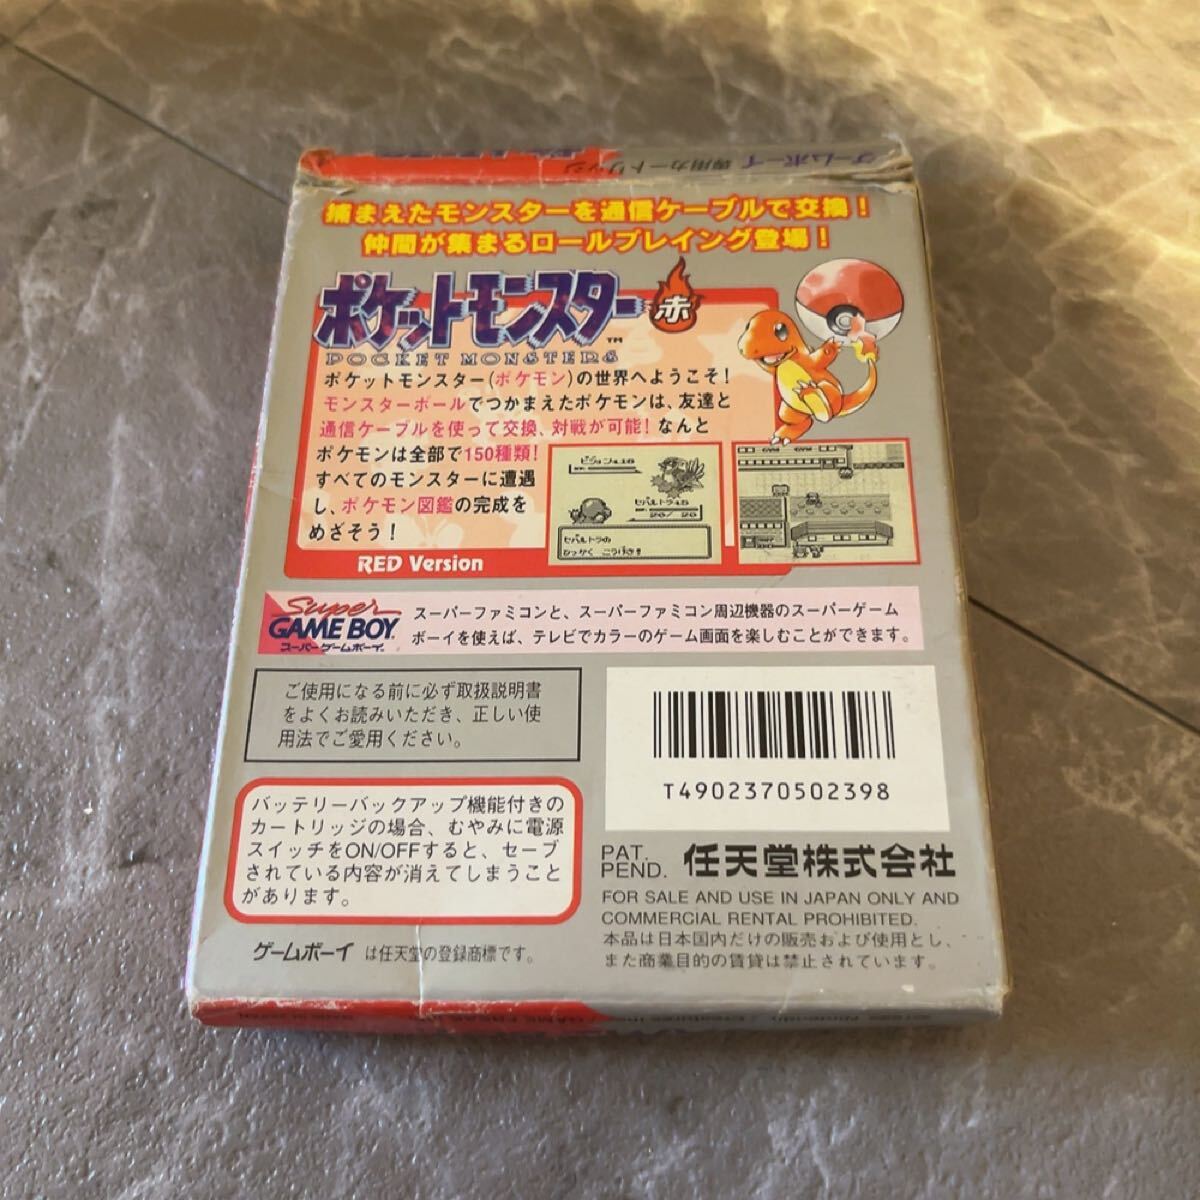 ゲームボーイ専用カートリッジ
捕まえたモンスターを通信ケーブルで交換！
仲間が集まるロールプレイング登場！
ポケットモンスター 赤
TM
POCKET MONSTERS
ポケットモンスター(ポケモン)の世界へようこそ！
モンスターボールでつかまえたポケモンは、友達と
通信ケーブルを使って交換、対戦が可能！なんと
ポケモンは全部で150種類！
すべてのモンスターに遭遇
し、ポケモン図鑑の完成を
めざそう！
RED Version
GYM
Super
GAME BOY
スーパーゲームボーイ
スーパーファミコンと、スーパーファミコン周辺機器のスーパーゲーム
ボーイを使えば、テレビでカラーのゲーム画面を楽しむことができます。
ご使用になる前に必ず取扱説明書
をよくお読みいただき、正しい使
用法でご愛用ください。
T4902370502398
バッテリーバックアップ機能付きの
カートリッジの場合、むやみに電源
スイッチをON/OFFすると、セーブ
されている内容が消えてしまうこと
があります。
PAT.
PEND. 任天堂株式会社
FOR SALE AND USE IN JAPAN ONLY AND
COMMERCIAL RENTAL PROHIBITED.
本品は日本国内だけの販売および使用とし、
また商業目的の賃貸は禁止されています。
ゲームボーイ は任天堂の登録商標です。